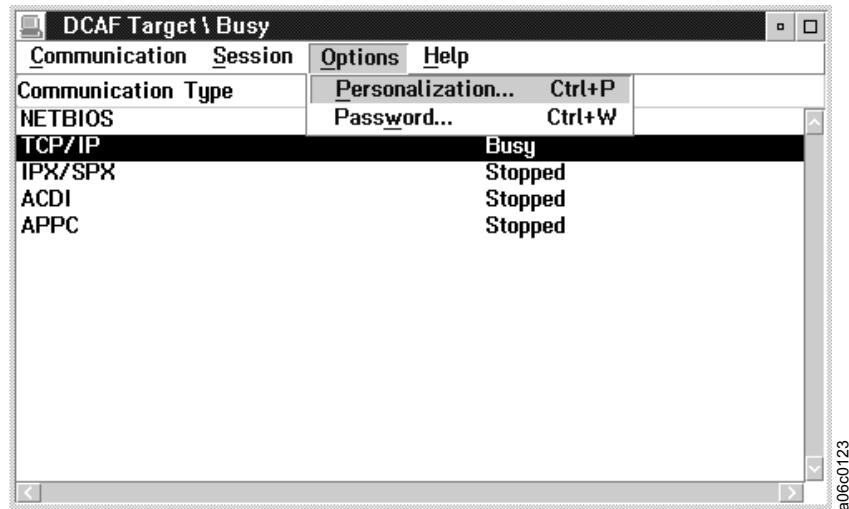 DCAF Target \ Busy
Communication Session Options Help
Communication Type
Personalization... Ctrl+P
NETBIOS
Password... Ctrl+W
TCP/IP Busy
IPX/SPX Stopped
ACDI Stopped
APPC Stopped
a06c0123